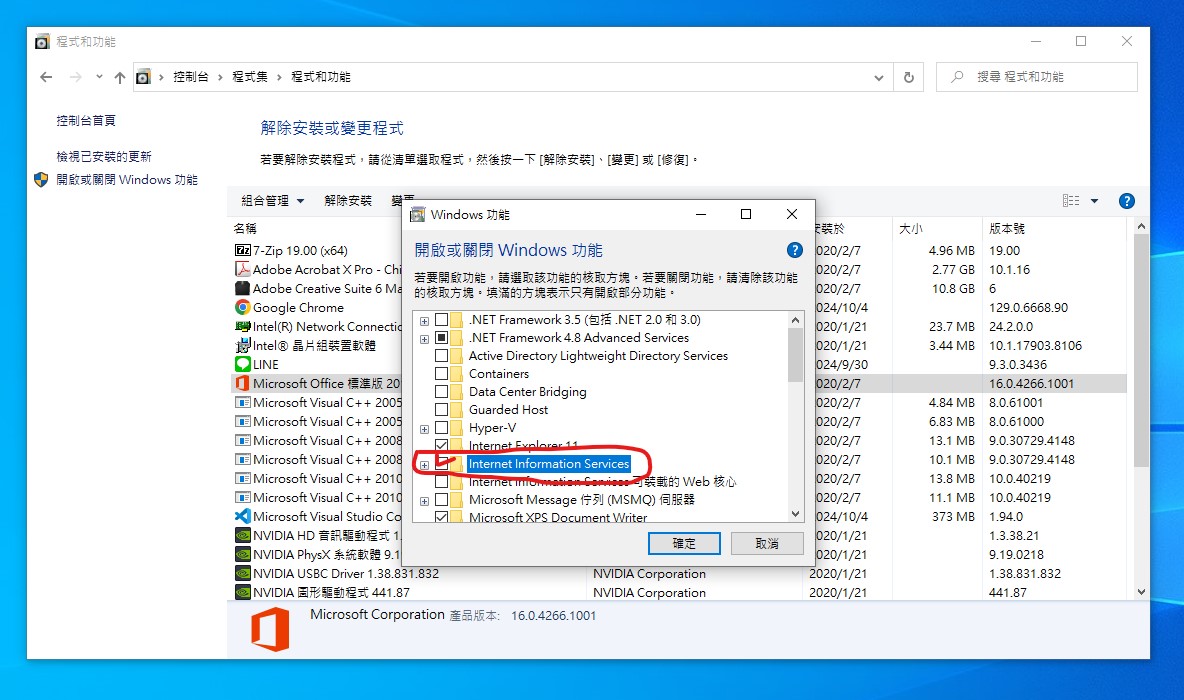 程式和功能
控制台 › 程式集 › 程式和功能
搜尋 程式和功能
控制台首頁
檢視已安裝的更新
開啟或關閉 Windows 功能
解除安裝或變更程式
若要解除安裝程式，請從清單選取程式，然後按一下 [解除安裝]、[變更] 或 [修復]。
組合管理 解除安裝 變更
名稱 安裝於 大小 版本號
7-Zip 19.00 (x64) 2020/2/7 4.96 MB 19.00
Adobe Acrobat X Pro - Chi 2020/2/7 2.77 GB 10.1.16
Adobe Creative Suite 6 Ma 2020/2/7 10.8 GB 6
Google Chrome 2024/10/4 129.0.6668.90
Intel(R) Network Connectio 2020/1/21 23.7 MB 24.2.0.0
Intel® 晶片組裝置軟體 2020/1/21 3.44 MB 10.1.17903.8106
LINE 2024/9/30 9.3.0.3436
Microsoft Office 標準版 20 2020/2/7 16.0.4266.1001
Microsoft Visual C++ 2005 2020/2/7 4.84 MB 8.0.61001
Microsoft Visual C++ 2005 2020/2/7 6.83 MB 8.0.61000
Microsoft Visual C++ 2008 2020/2/7 13.1 MB 9.0.30729.4148
Microsoft Visual C++ 2008 2020/2/7 10.1 MB 9.0.30729.4148
Microsoft Visual C++ 2010 2020/2/7 13.8 MB 10.0.40219
Microsoft Visual C++ 2010 2020/2/7 11.1 MB 10.0.40219
Microsoft Visual Studio Co 2024/10/4 373 MB 1.94.0
NVIDIA HD 音訊驅動程式 1. 2020/1/21 1.3.38.21
NVIDIA PhysX 系統軟體 9.1 2020/1/21 9.19.0218
NVIDIA USBC Driver 1.38.831.832 NVIDIA Corporation 2020/1/21 1.38.831.832
NVIDIA 圖形驅動程式 441.87 NVIDIA Corporation 2020/1/21 441.87
Microsoft Corporation 產品版本: 16.0.4266.1001
Windows 功能
開啟或關閉 Windows 功能
若要開啟功能，請選取該功能的核取方塊。若要關閉功能，請清除該功能
的核取方塊。填滿的方塊表示只有開啟部分功能。
.NET Framework 3.5 (包括 .NET 2.0 和 3.0)
.NET Framework 4.8 Advanced Services
Active Directory Lightweight Directory Services
Containers
Data Center Bridging
Guarded Host
Hyper-V
Internet Explorer 11
Internet Information Services
Internet Information Services 可裝載的 Web 核心
Microsoft Message 佇列 (MSMQ) 伺服器
Microsoft XPS Document Writer
確定 取消